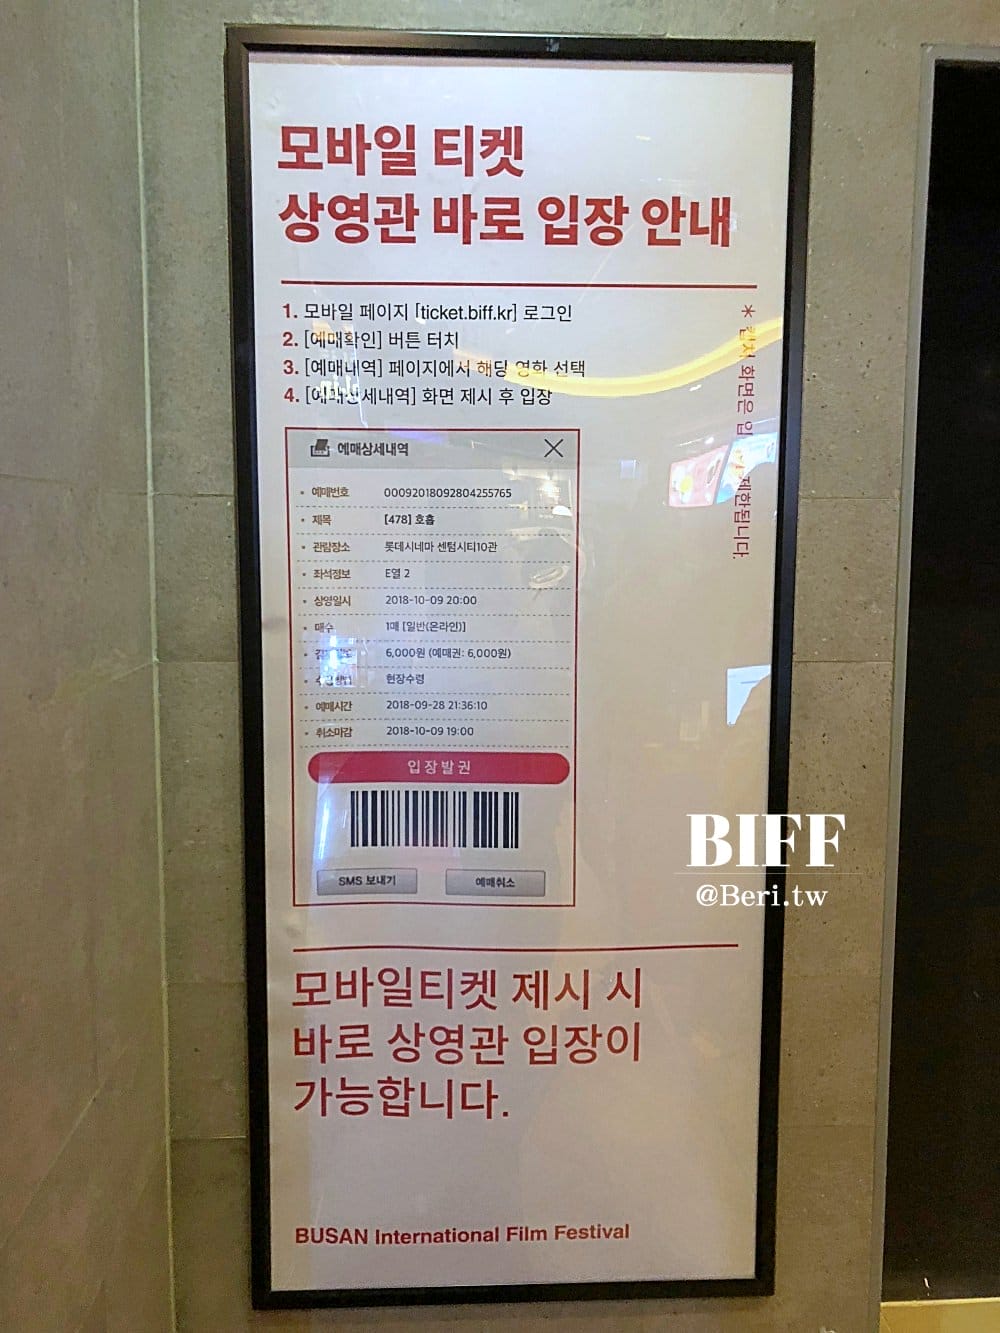 모바일 티켓
상영관 바로 입장 안내
1. 모바일 페이지 [ticket.biff.kr] 로그인
2. [예매확인] 버튼 터치
3. [예매내역] 페이지에서 해당 영화 선택
4. [예매상세내역] 화면 제시 후 입장
* 캡처 화면은 입 제한됩니다.
예매상세내역
• 예매번호 00092018092804255765
• 제목 [478] 호흡
• 관람장소 롯데시네마 센텀시티10관
• 좌석정보 E열 2
• 상영일시 2018-10-09 20:00
• 매수 1매 [일반(온라인)]
• 6,000원 (예매권: 6,000원)
• 현장수령
• 예매시간 2018-09-28 21:36:10
• 취소마감 2018-10-09 19:00
입장발권
SMS 보내기 예매취소
모바일티켓 제시 시
바로 상영관 입장이
가능합니다.
BUSAN International Film Festival
BIFF
@Beri.tw